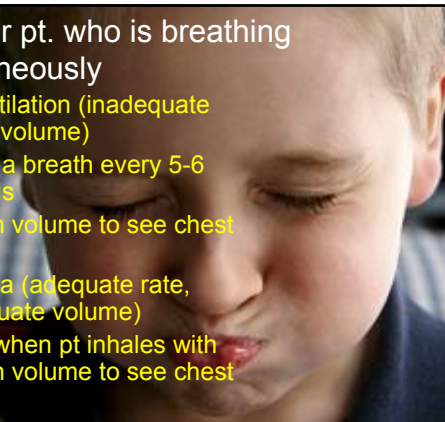 r pt. who is breathing
neously
tilation (inadequate
volume)
a breath every 5-6
s
n volume to see chest
a (adequate rate,
uate volume)
when pt inhales with
n volume to see chest